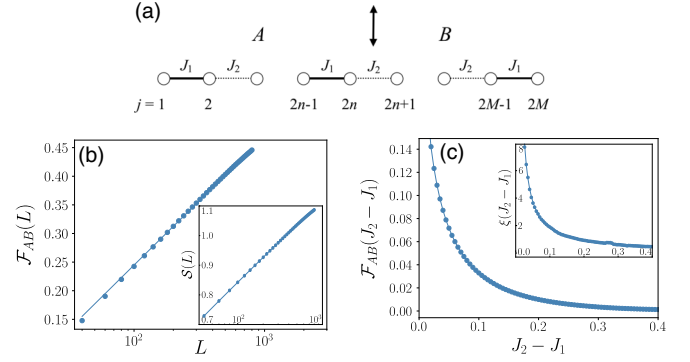 (a)
A B
J₁ J₂ J₁ J₂ J₂ J₁
j = 1 2 2n-1 2n 2n+1 2M-1 2M
(b)
0.45
0.40
0.35
0.30
0.25
0.20
0.15
𝓕_AB(L)
10² 10³
L
1.1
1.0
0.9
0.8
0.7
S(L)
10² 10³
(c)
0.14
0.12
0.10
0.08
0.06
0.04
0.02
0.00
𝓕_AB(J₂ − J₁)
0.0 0.1 0.2 0.3 0.4
J₂ − J₁
8
6
4
2
ξ(J₂ − J₁)
0.0 0.1 0.2 0.3 0.4